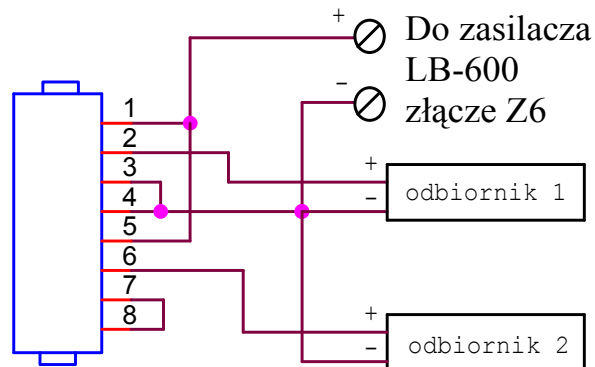 + Do zasilacza
LB-600
- złącze Z6
1
2
3
4
5
6
7
8
+
- odbiornik 1
+
- odbiornik 2